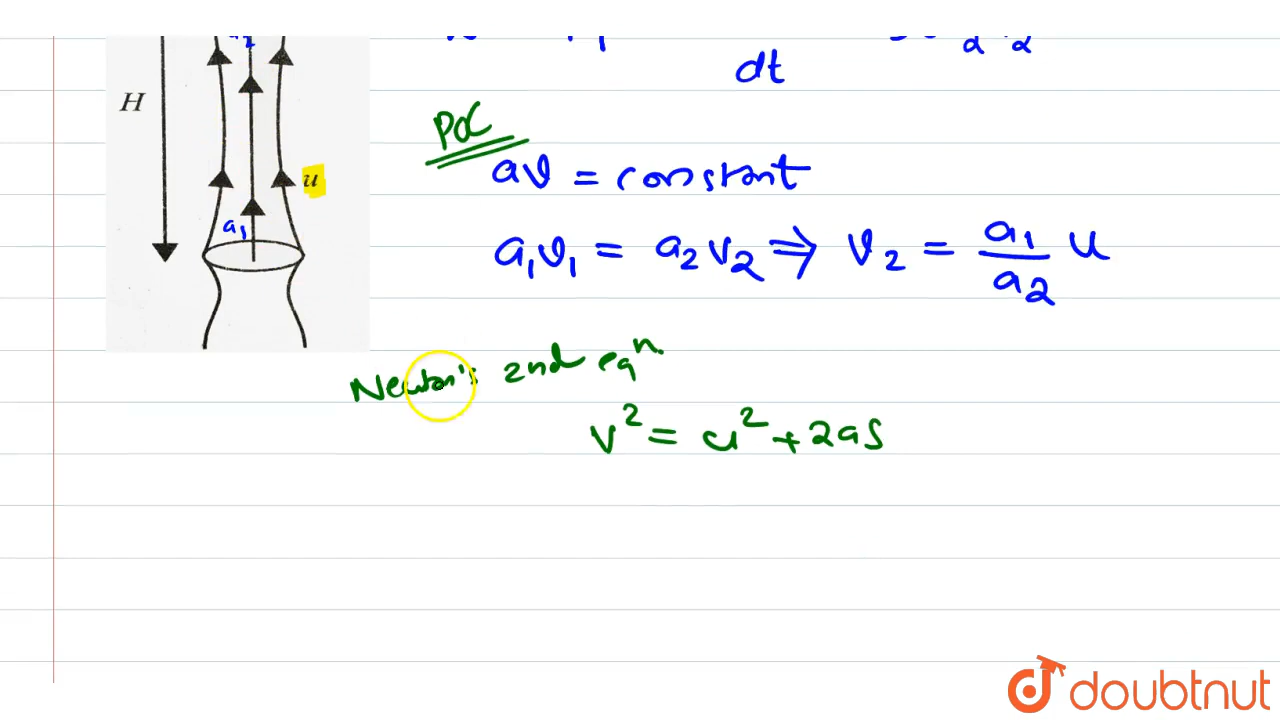 dt
H
POC
av = constant
u
a₁
a₁v₁ = a₂v₂ ⇒ v₂ = a₁/a₂ u
Newton's 2nd eqⁿ
v² = u² + 2as
doubtnut